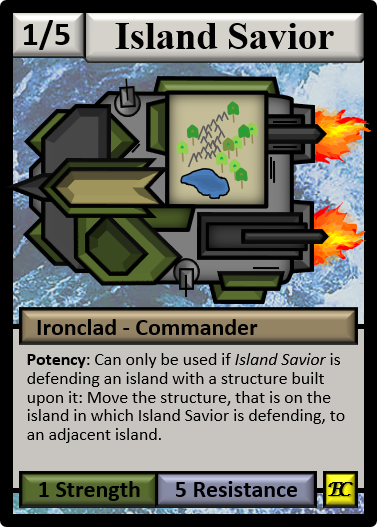 1/5
Island Savior
Ironclad - Commander
Potency: Can only be used if Island Savior is
defending an island with a structure built
upon it: Move the structure, that is on the
island in which Island Savior is defending, to
an adjacent island.
1 Strength
5 Resistance